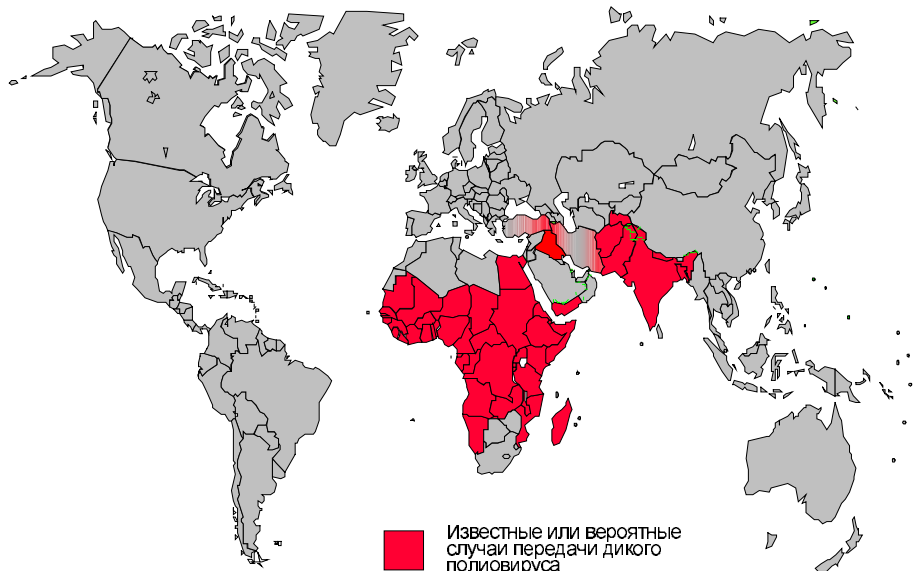 Известные или вероятные
случаи передачи дикого
полиовируса